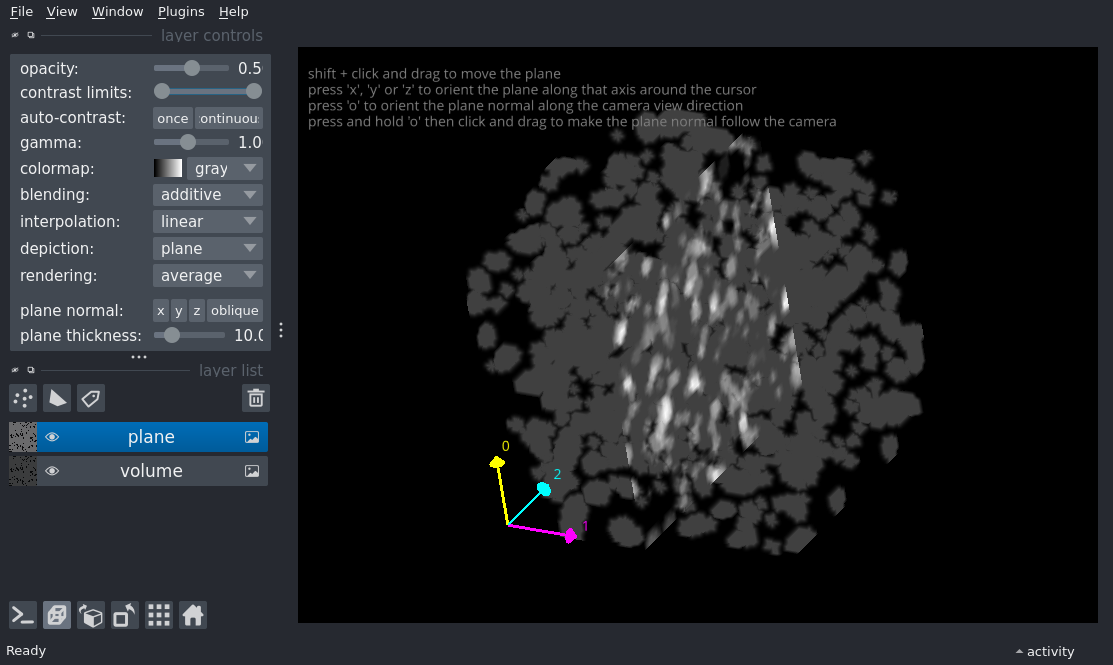 File View Window Plugins Help
layer controls
opacity: 0.5
contrast limits:
auto-contrast: once ontinuou
gamma: 1.0
colormap: gray
blending: additive
interpolation: linear
depiction: plane
rendering: average
plane normal: x y z oblique
plane thickness: 10.0
layer list
plane
volume
shift + click and drag to move the plane
press 'x', 'y' or 'z' to orient the plane along that axis around the cursor
press 'o' to orient the plane normal along the camera view direction
press and hold 'o' then click and drag to make the plane normal follow the camera
0
2
1
Ready
activity